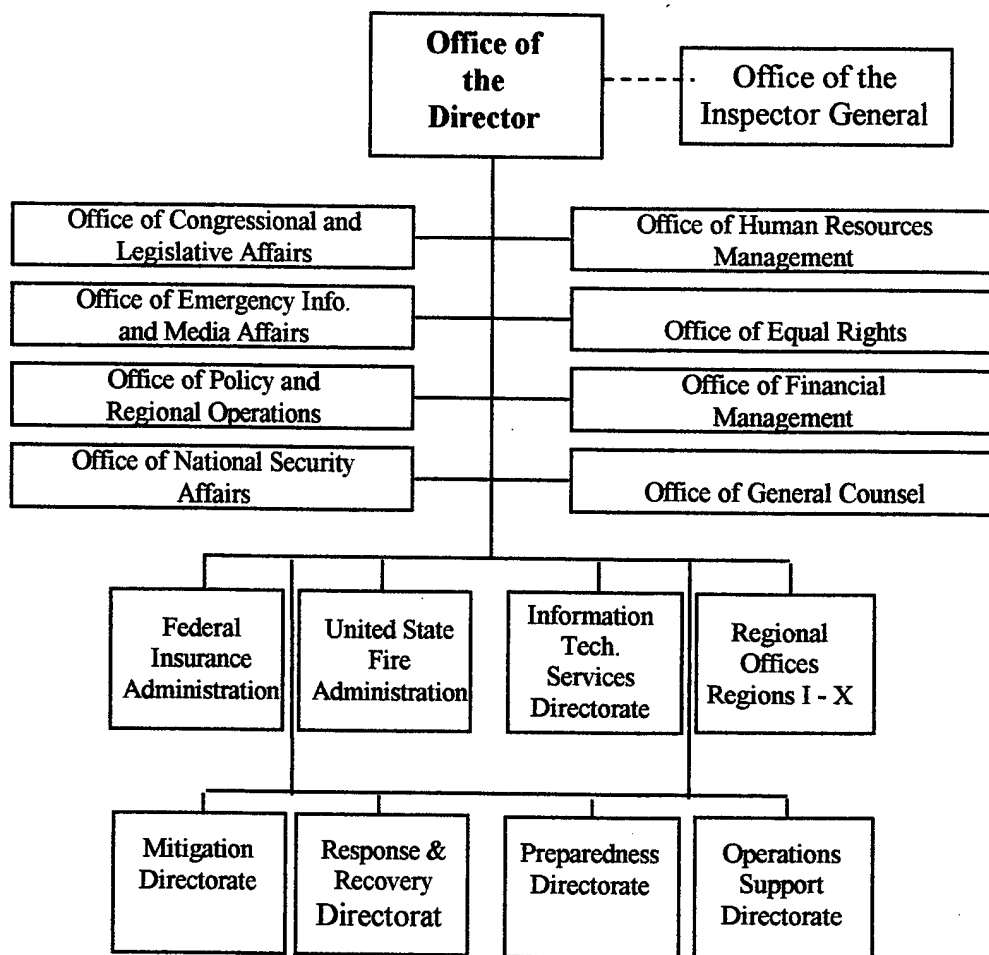 Office of
the
Director
Office of the
Inspector General
Office of Congressional and
Legislative Affairs
Office of Human Resources
Management
Office of Emergency Info.
and Media Affairs
Office of Equal Rights
Office of Policy and
Regional Operations
Office of Financial
Management
Office of National Security
Affairs
Office of General Counsel
Federal
Insurance
Administration
United State
Fire
Administration
Information
Tech.
Services
Directorate
Regional
Offices
Regions I - X
Mitigation
Directorate
Response &
Recovery
Directorat
Preparedness
Directorate
Operations
Support
Directorate